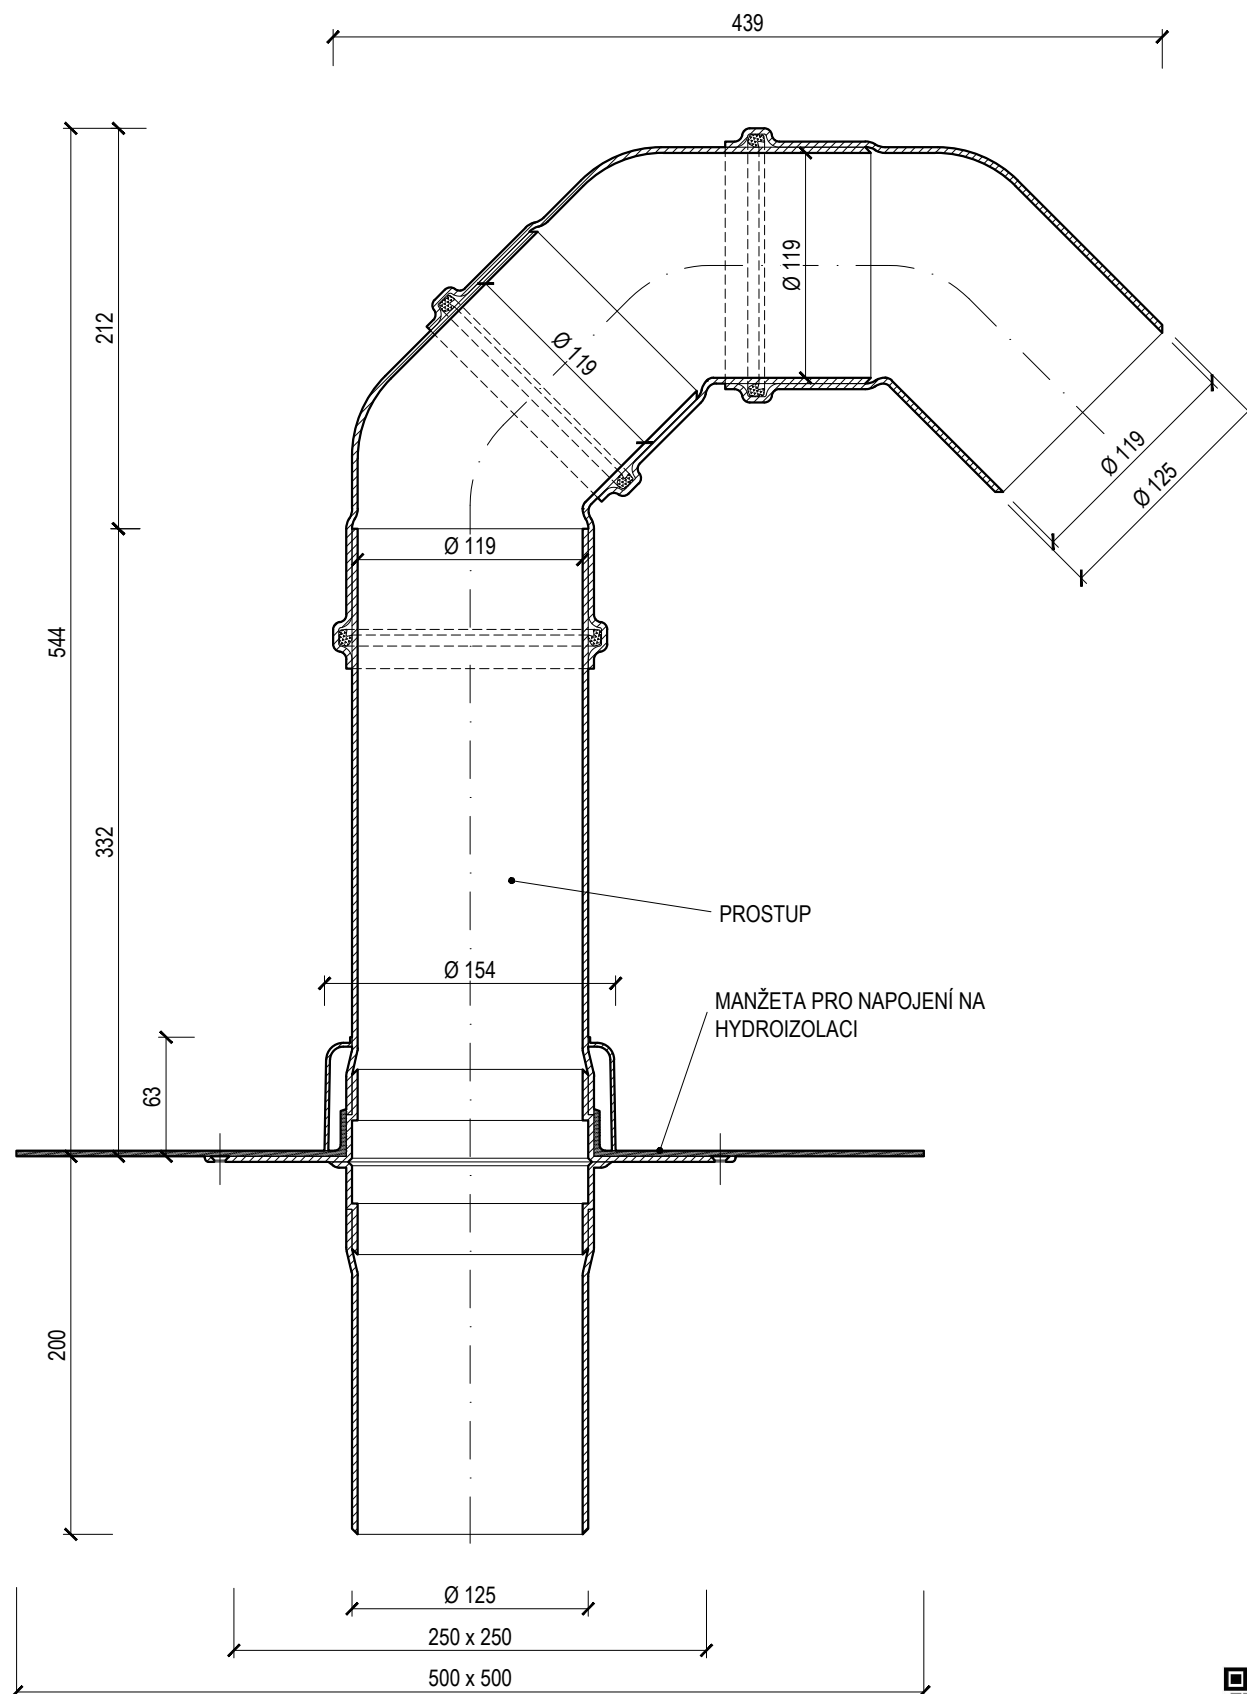 439
Ø 119
212
Ø 119
Ø 119
Ø 125
Ø 119
544
332
PROSTUP
Ø 154
MANŽETA PRO NAPOJENÍ NA
HYDROIZOLACI
63
200
Ø 125
250 x 250
500 x 500